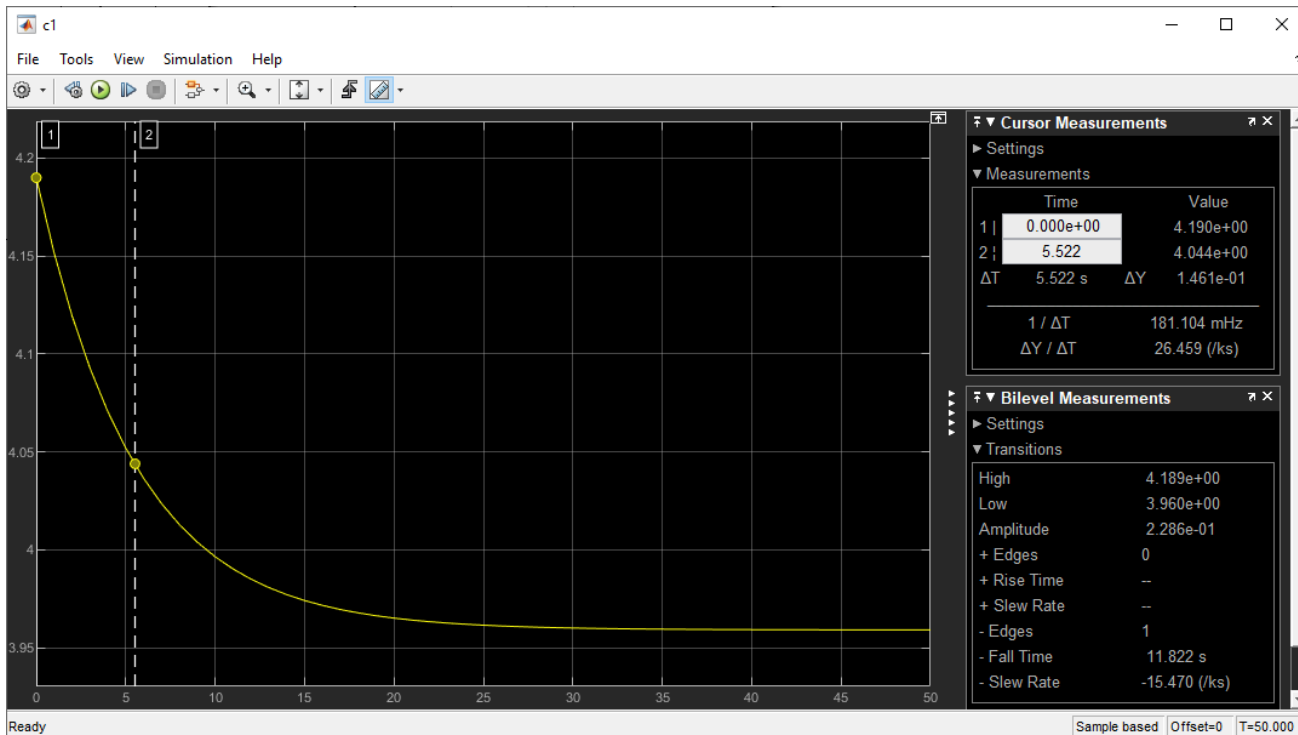 c1
File Tools View Simulation Help
1 2
4.2
4.15
4.1
4.05
4
3.95
0 5 10 15 20 25 30 35 40 45 50
Cursor Measurements
Settings
Measurements
Time Value
1 | 0.000e+00 4.190e+00
2 ¦ 5.522 4.044e+00
ΔT 5.522 s ΔY 1.461e-01
1 / ΔT 181.104 mHz
ΔY / ΔT 26.459 (/ks)
Bilevel Measurements
Settings
Transitions
High 4.189e+00
Low 3.960e+00
Amplitude 2.286e-01
+ Edges 0
+ Rise Time --
+ Slew Rate --
- Edges 1
- Fall Time 11.822 s
- Slew Rate -15.470 (/ks)
Ready Sample based Offset=0 T=50.000